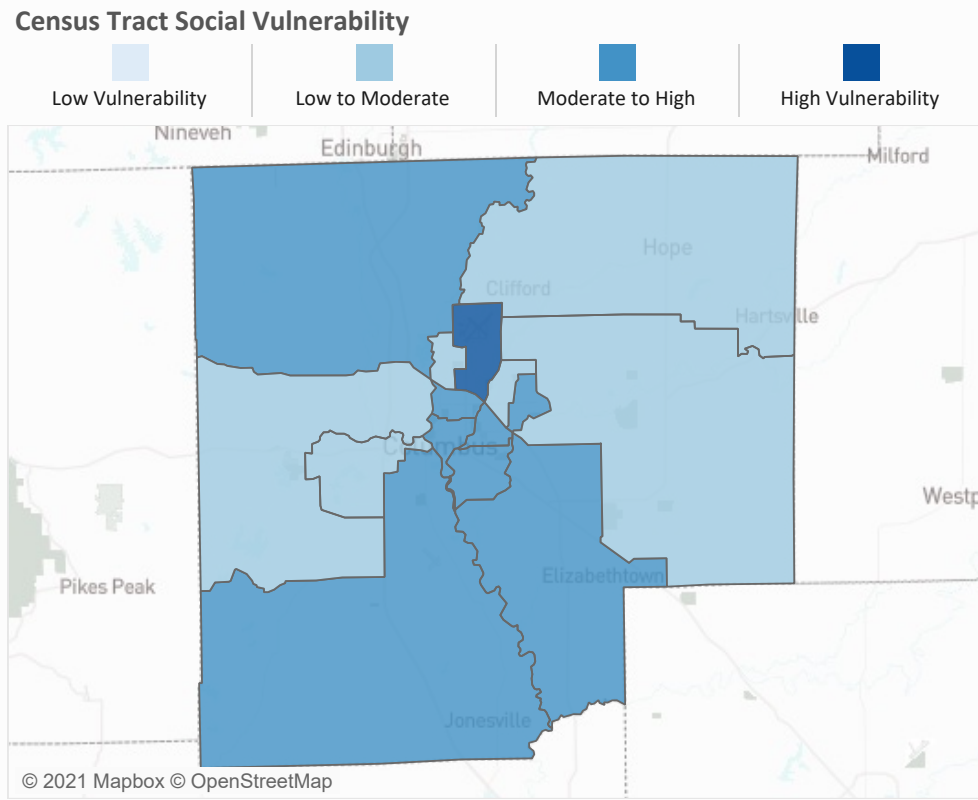 Census Tract Social Vulnerability
Low Vulnerability
Low to Moderate
Moderate to High
High Vulnerability
Nineveh
Edinburgh
Milford
Hope
Clifford
Hartsville
Columbus
Westp
Pikes Peak
Elizabethtown
Jonesville
© 2021 Mapbox © OpenStreetMap